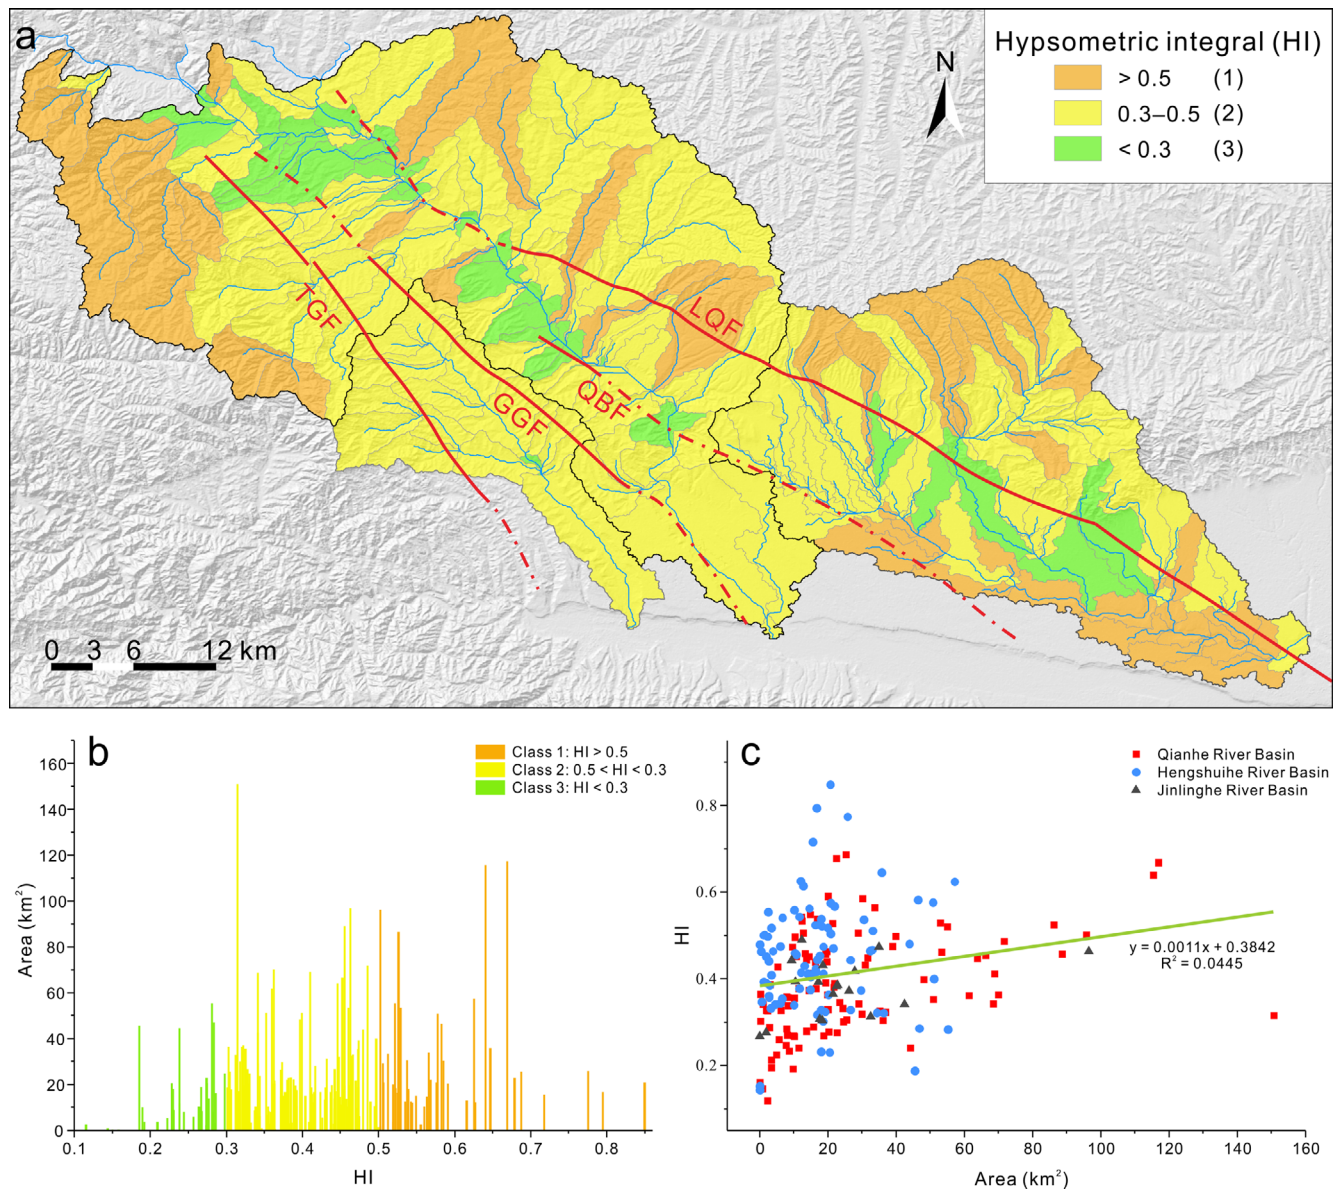 a
Hypsometric integral (HI)
> 0.5 (1)
0.3–0.5 (2)
< 0.3 (3)
N
TGF
GGF
QBF
LQF
0 3 6 12 km
b
Class 1: HI > 0.5
Class 2: 0.5 < HI < 0.3
Class 3: HI < 0.3
Area (km²)
160
140
120
100
80
60
40
20
0
0.1 0.2 0.3 0.4 0.5 0.6 0.7 0.8
HI
c
Qianhe River Basin
Hengshuihe River Basin
Jinlinghe River Basin
HI
0.8
0.6
0.4
0.2
y = 0.0011x + 0.3842
R² = 0.0445
0 20 40 60 80 100 120 140 160
Area (km²)